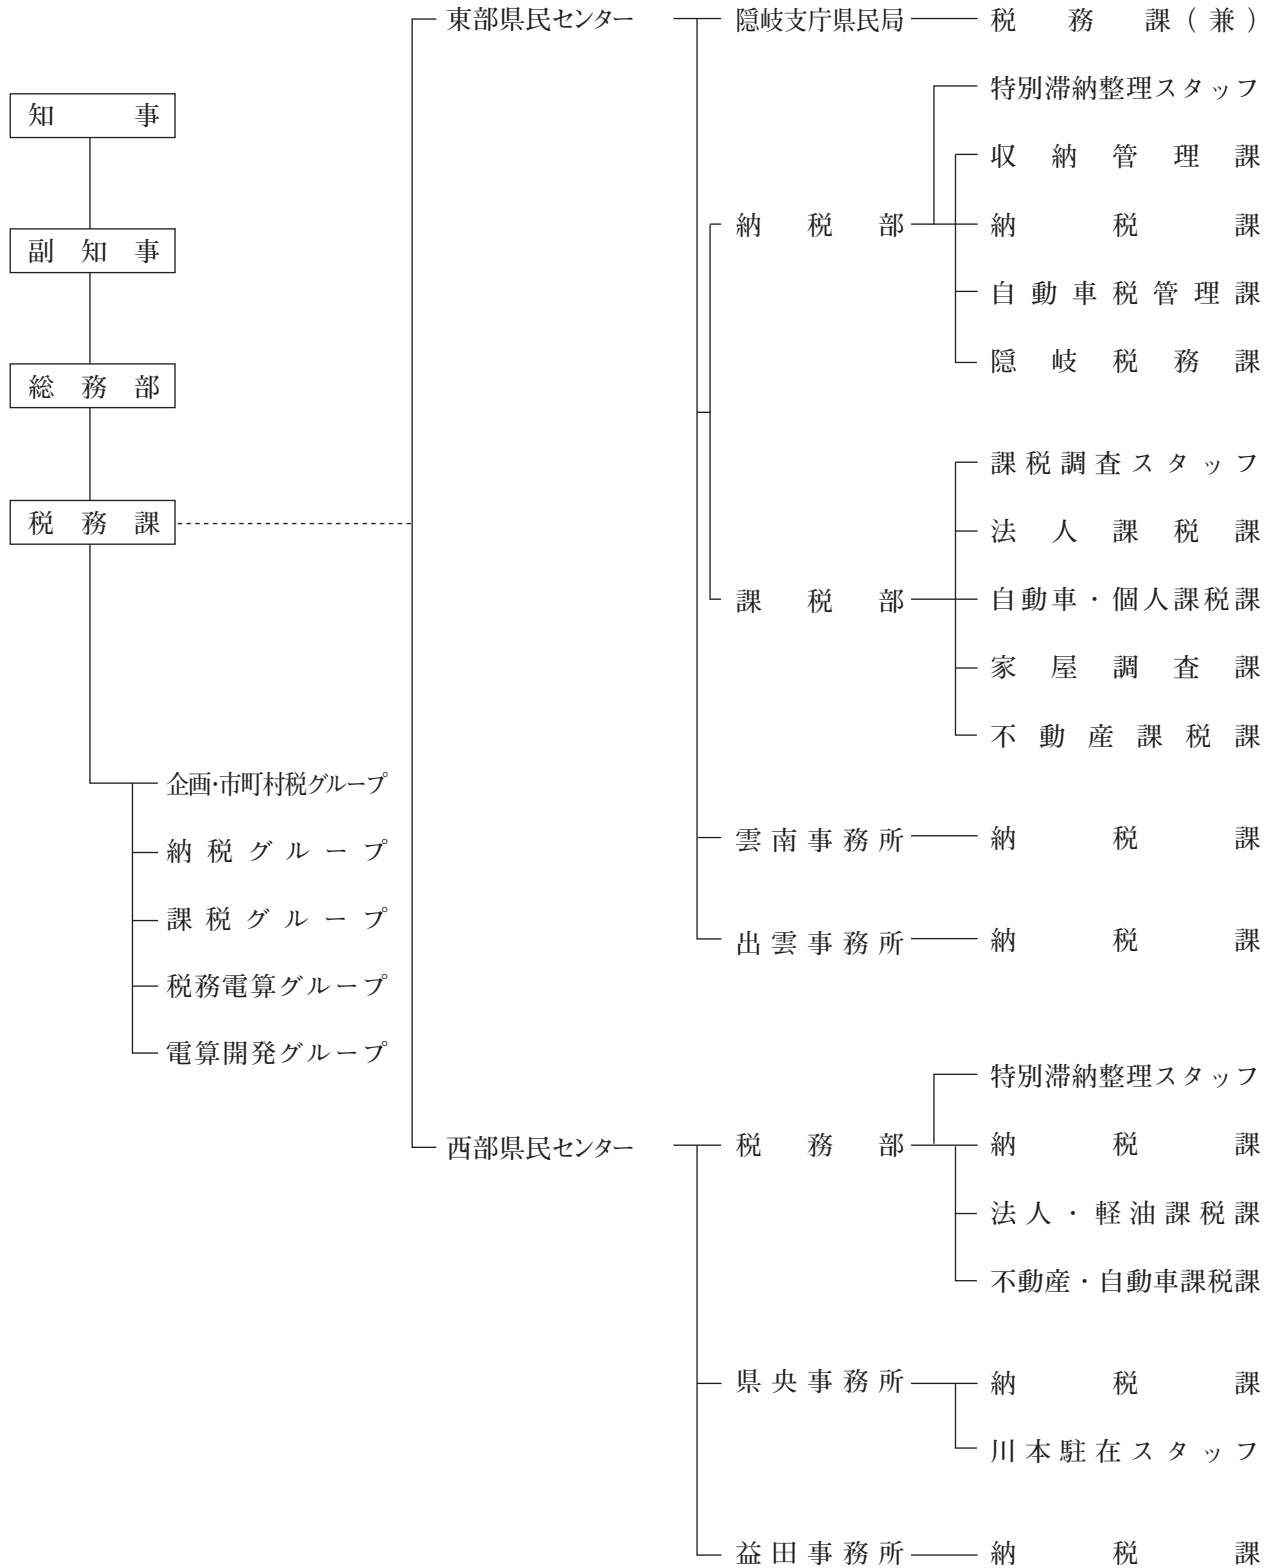 知事
副知事
総務部
税務課
企画・市町村税グループ
納税グループ
課税グループ
税務電算グループ
電算開発グループ
東部県民センター
隠岐支庁県民局
税務課(兼)
納税部
特別滞納整理スタッフ
収納管理課
納税課
自動車税管理課
隠岐税務課
課税部
課税調査スタッフ
法人課税課
自動車・個人課税課
家屋調査課
不動産課税課
雲南事務所
納税課
出雲事務所
納税課
西部県民センター
税務部
特別滞納整理スタッフ
納税課
法人・軽油課税課
不動産・自動車課税課
県央事務所
納税課
川本駐在スタッフ
益田事務所
納税課